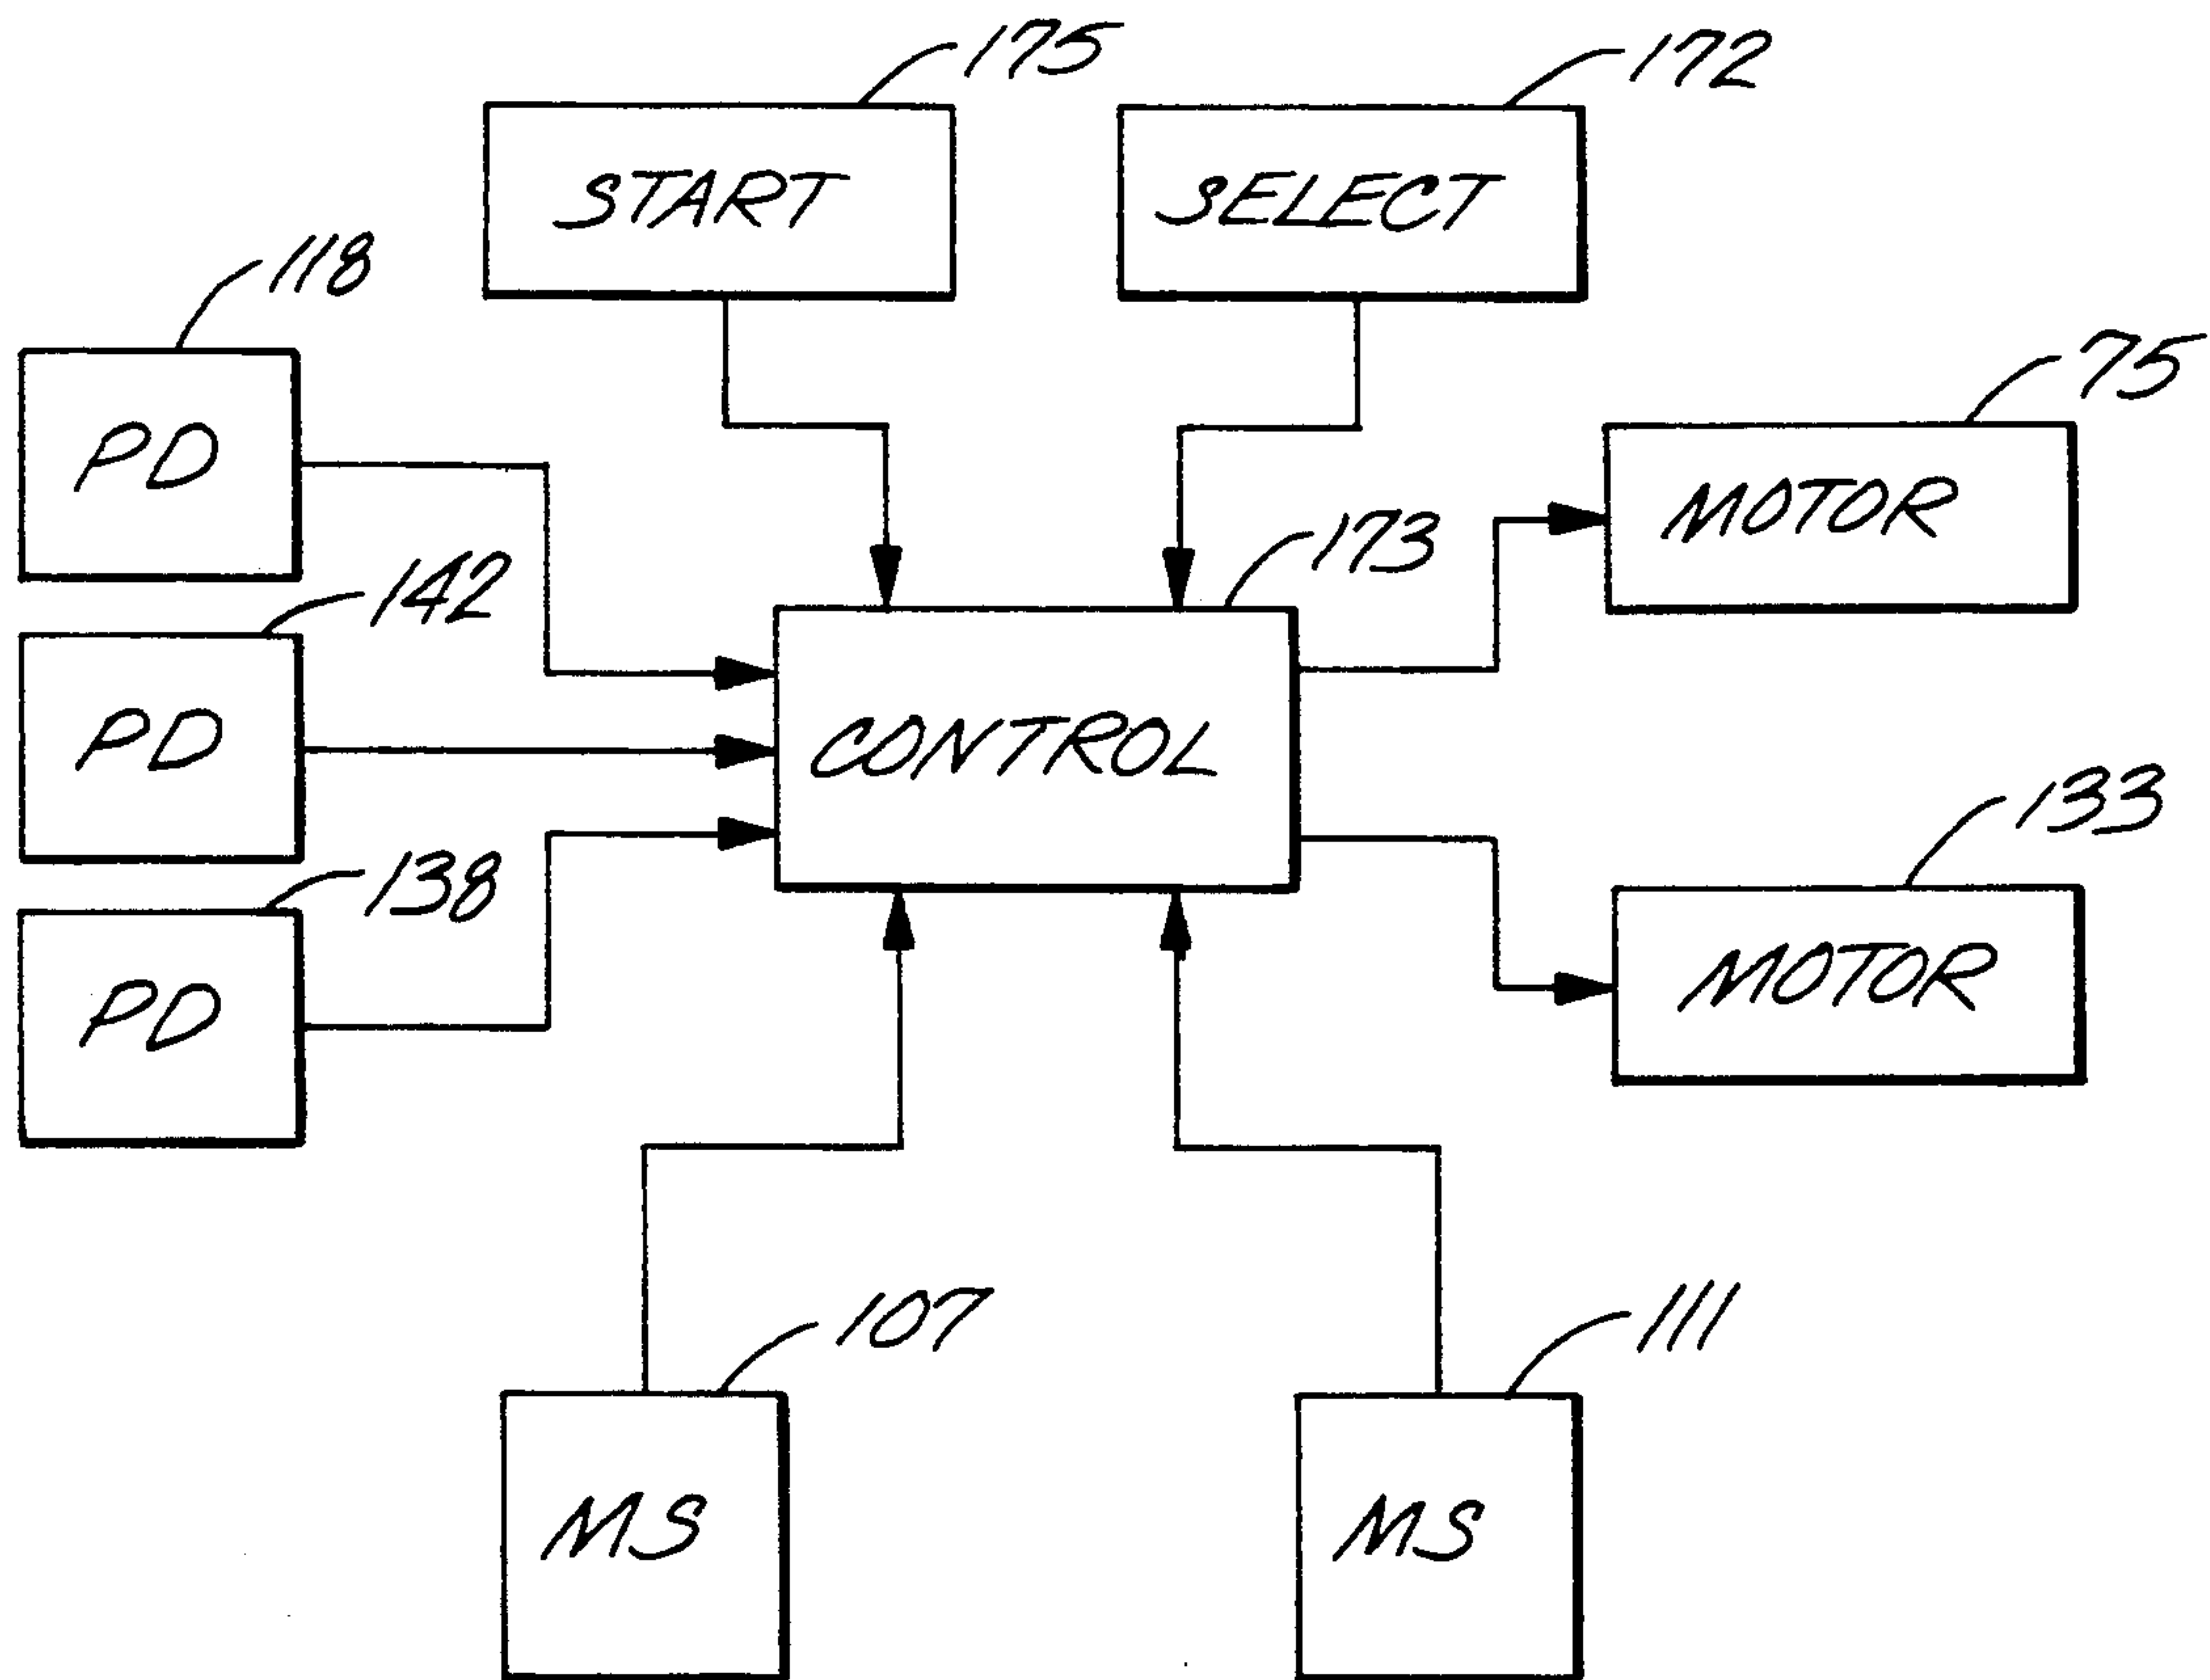 175
172
START
SELECT
118
75
PD
MOTOR
173
142
PD
CONTROL
133
138
MOTOR
PD
107
111
MS
MS